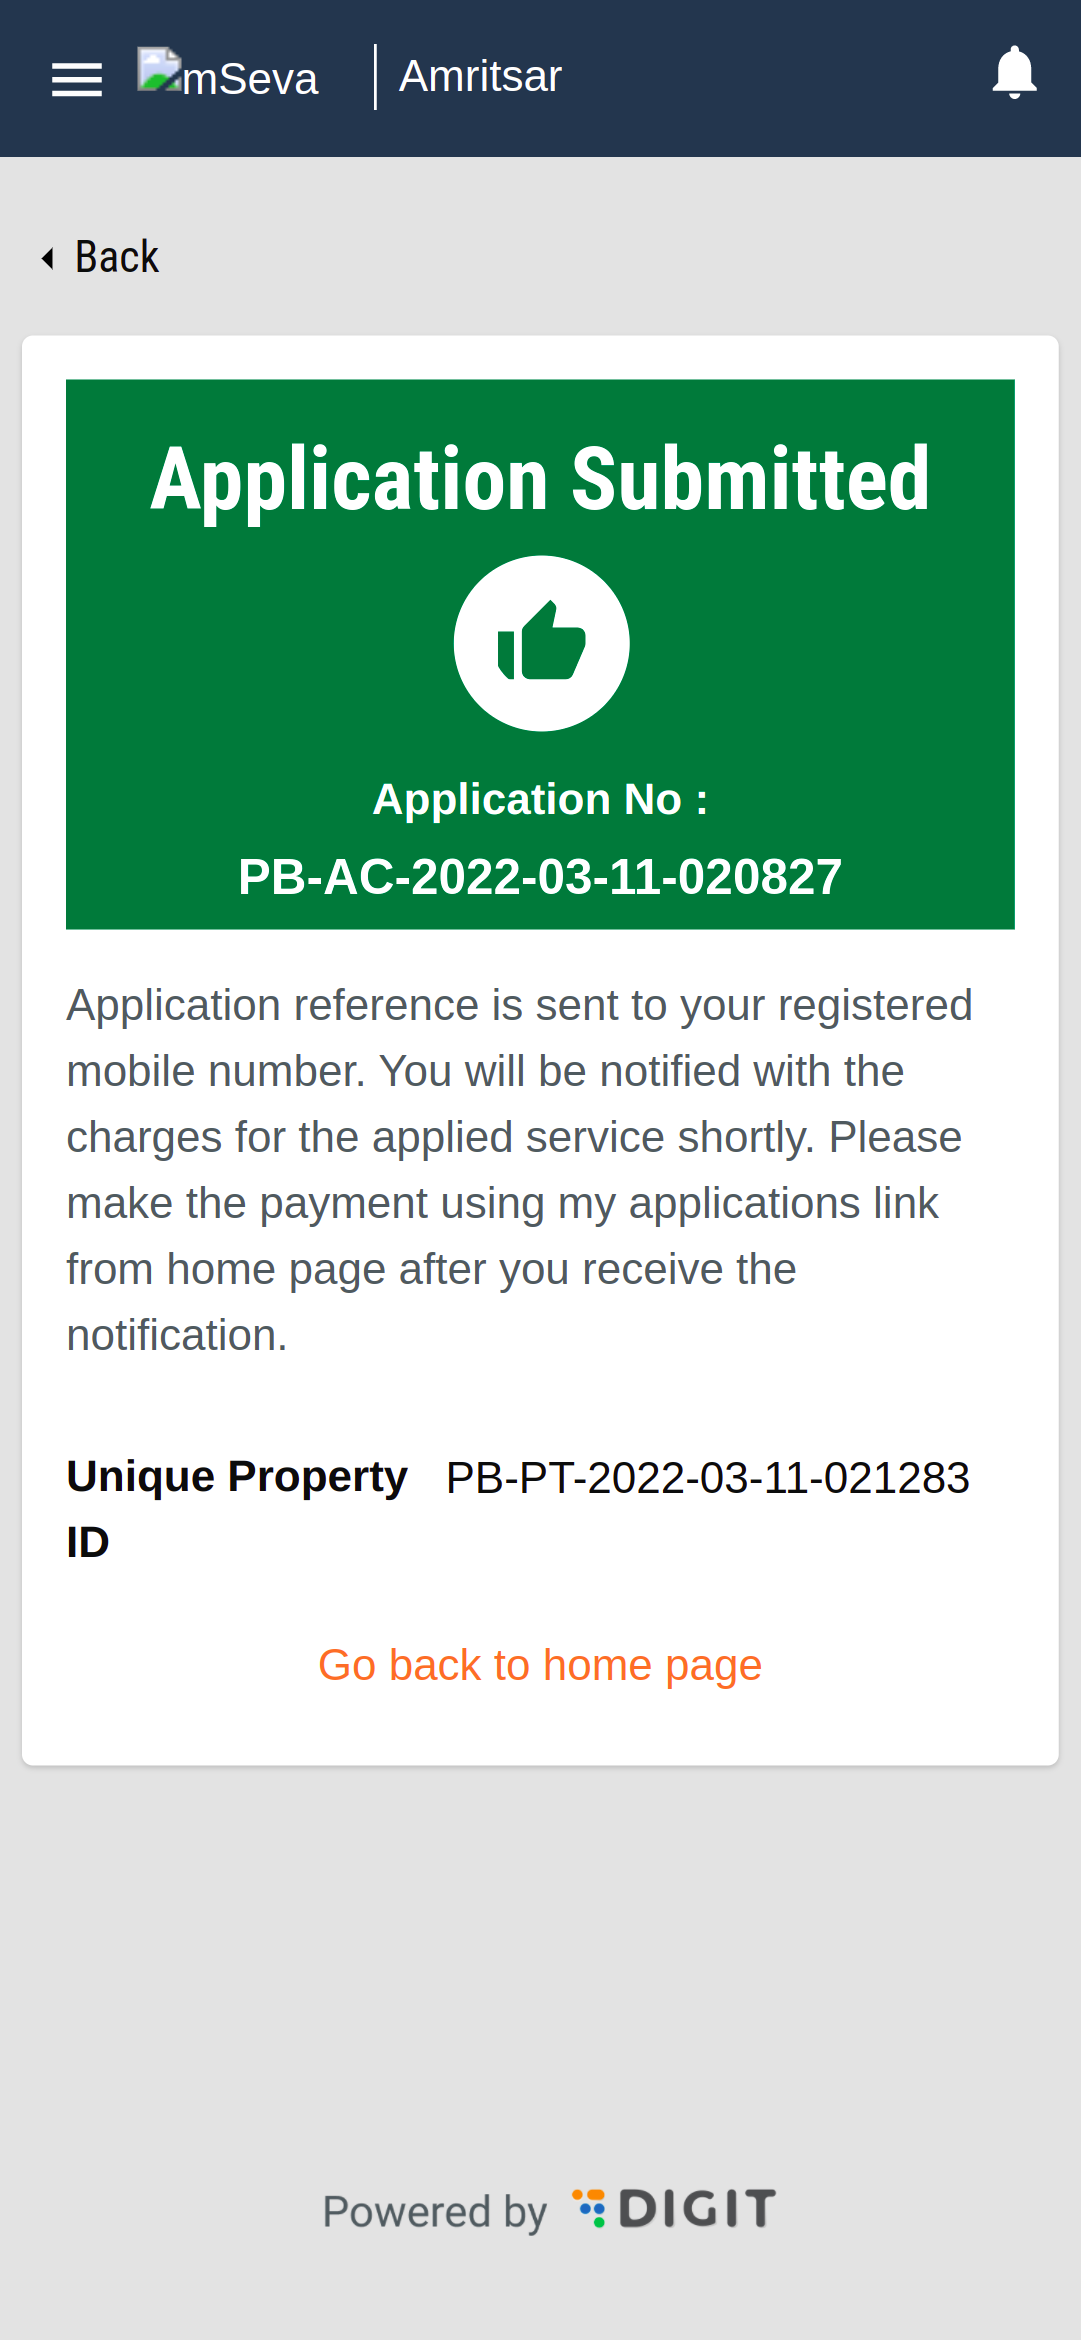 mSeva
Amritsar
Back
Application Submitted
Application No :
PB-AC-2022-03-11-020827
Application reference is sent to your registered
mobile number. You will be notified with the
charges for the applied service shortly. Please
make the payment using my applications link
from home page after you receive the
notification.
Unique Property PB-PT-2022-03-11-021283
ID
Go back to home page
Powered by DIGIT